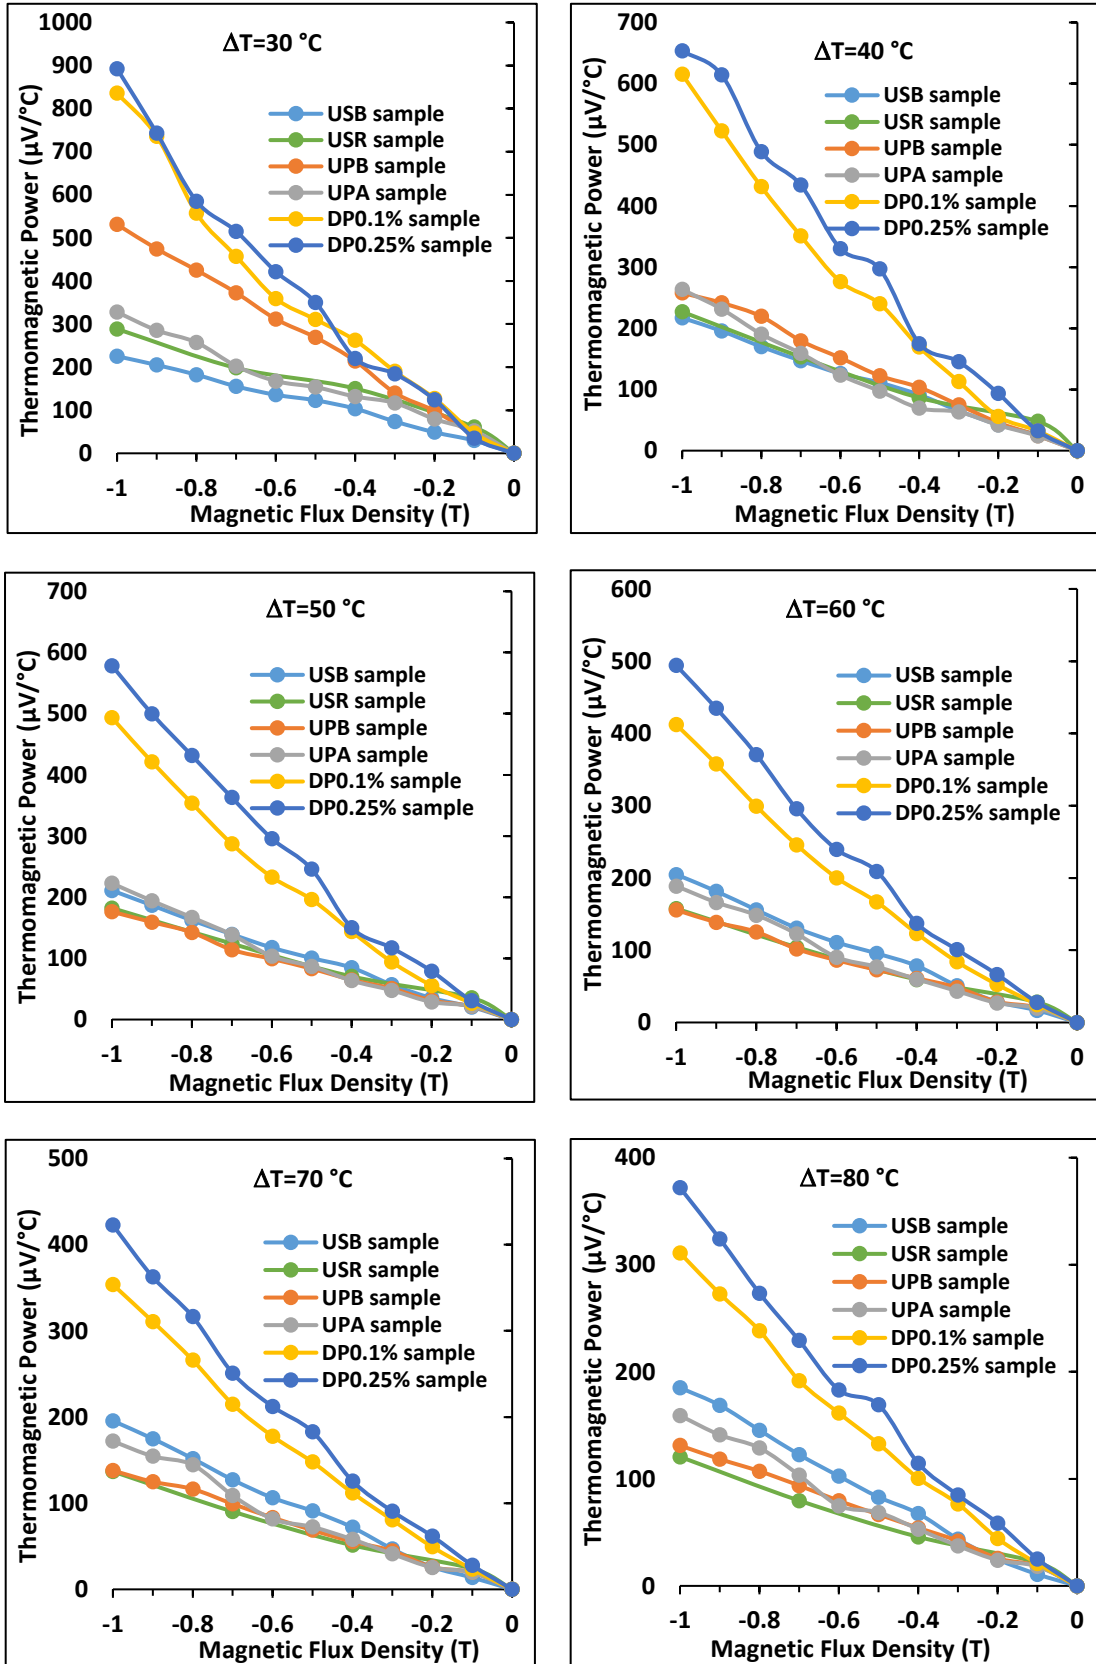 ΔT=30 °C
Thermomagnetic Power (µV/°C)
1000
900
800
700
600
500
400
300
200
100
0
USB sample
USR sample
UPB sample
UPA sample
DP0.1% sample
DP0.25% sample
-1 -0.8 -0.6 -0.4 -0.2 0
Magnetic Flux Density (T)
ΔT=40 °C
Thermomagnetic Power (µV/°C)
700
600
500
400
300
200
100
0
USB sample
USR sample
UPB sample
UPA sample
DP0.1% sample
DP0.25% sample
-1 -0.8 -0.6 -0.4 -0.2 0
Magnetic Flux Density (T)
ΔT=50 °C
Thermomagnetic Power (µV/°C)
700
600
500
400
300
200
100
0
USB sample
USR sample
UPB sample
UPA sample
DP0.1% sample
DP0.25% sample
-1 -0.8 -0.6 -0.4 -0.2 0
Magnetic Flux Density (T)
ΔT=60 °C
Thermomagnetic Power (µV/°C)
600
500
400
300
200
100
0
USB sample
USR sample
UPB sample
UPA sample
DP0.1% sample
DP0.25% sample
-1 -0.8 -0.6 -0.4 -0.2 0
Magnetic Flux Density (T)
ΔT=70 °C
Thermomagnetic Power (µV/°C)
500
400
300
200
100
0
USB sample
USR sample
UPB sample
UPA sample
DP0.1% sample
DP0.25% sample
-1 -0.8 -0.6 -0.4 -0.2 0
Magnetic Flux Density (T)
ΔT=80 °C
Thermomagnetic Power (µV/°C)
400
300
200
100
0
USB sample
USR sample
UPB sample
UPA sample
DP0.1% sample
DP0.25% sample
-1 -0.8 -0.6 -0.4 -0.2 0
Magnetic Flux Density (T)